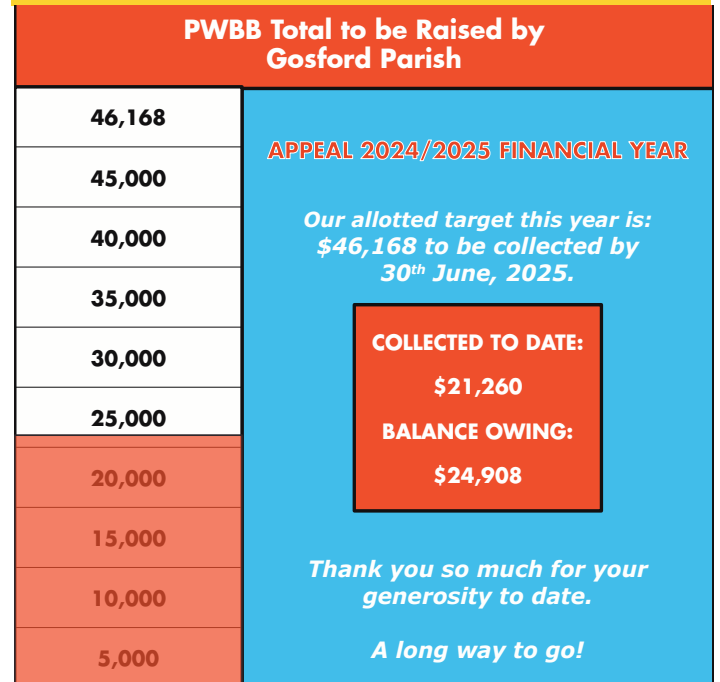 PWBB Total to be Raised by
Gosford Parish
46,168
45,000
40,000
35,000
30,000
25,000
20,000
15,000
10,000
5,000
APPEAL 2024/2025 FINANCIAL YEAR
Our allotted target this year is:
$46,168 to be collected by
30th June, 2025.
COLLECTED TO DATE:
$21,260
BALANCE OWING:
$24,908
Thank you so much for your
generosity to date.
A long way to go!